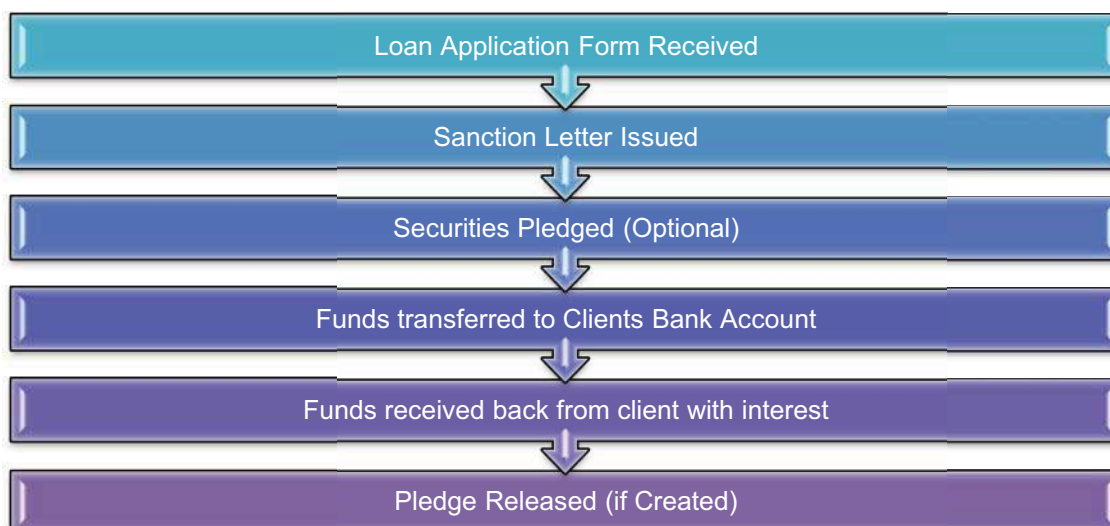 Loan Application Form Received
Sanction Letter Issued
Securities Pledged (Optional)
Funds transferred to Clients Bank Account
Funds received back from client with interest
Pledge Released (if Created)